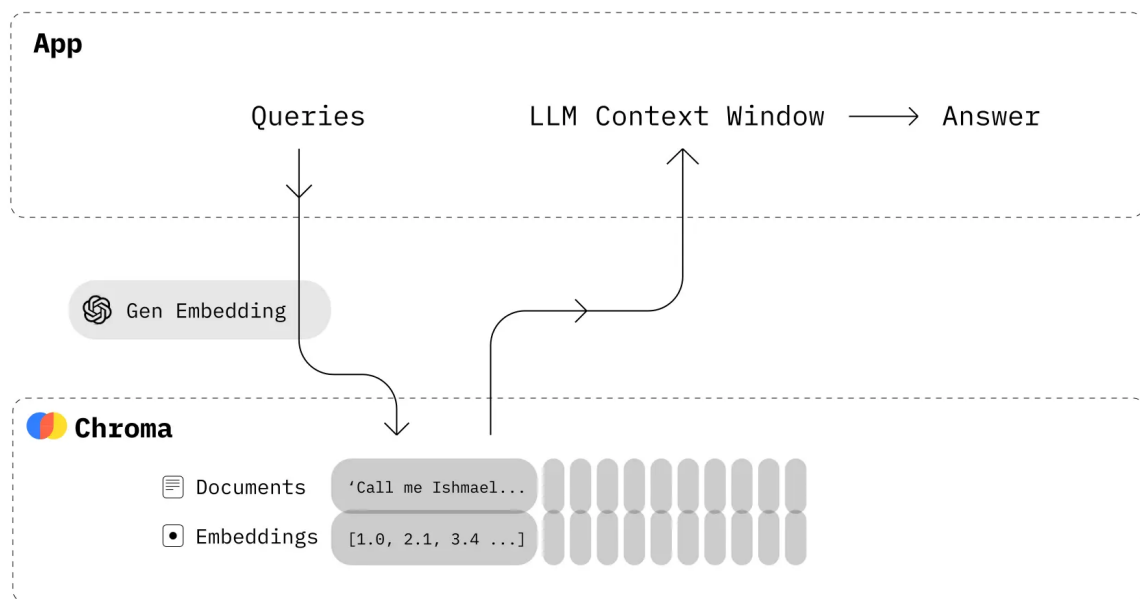 App
Queries
LLM Context Window
Answer
Gen Embedding
Chroma
Documents
‘Call me Ishmael...
Embeddings
[1.0, 2.1, 3.4 ...]